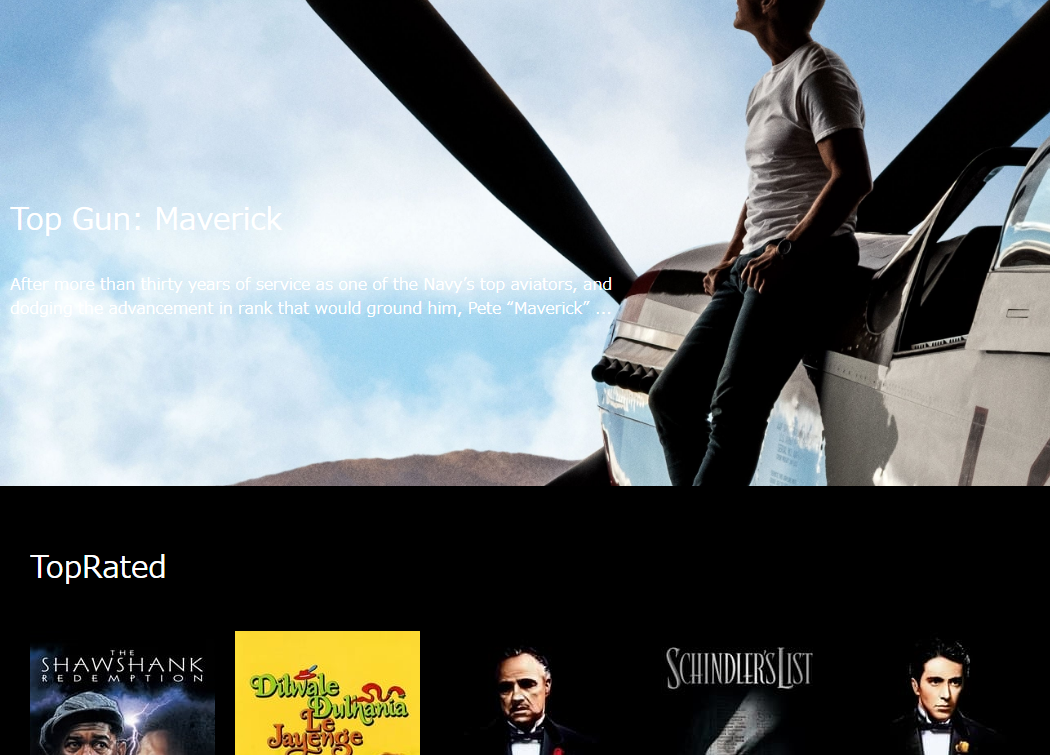 Top Gun: Maverick
After more than thirty years of service as one of the Navy’s top aviators, and
dodging the advancement in rank that would ground him, Pete “Maverick” ...
TopRated
THE
SHAWSHANK
REDEMPTION
Dilwale
Dulhania
Le
Jayenge
SCHINDLER'S LIST